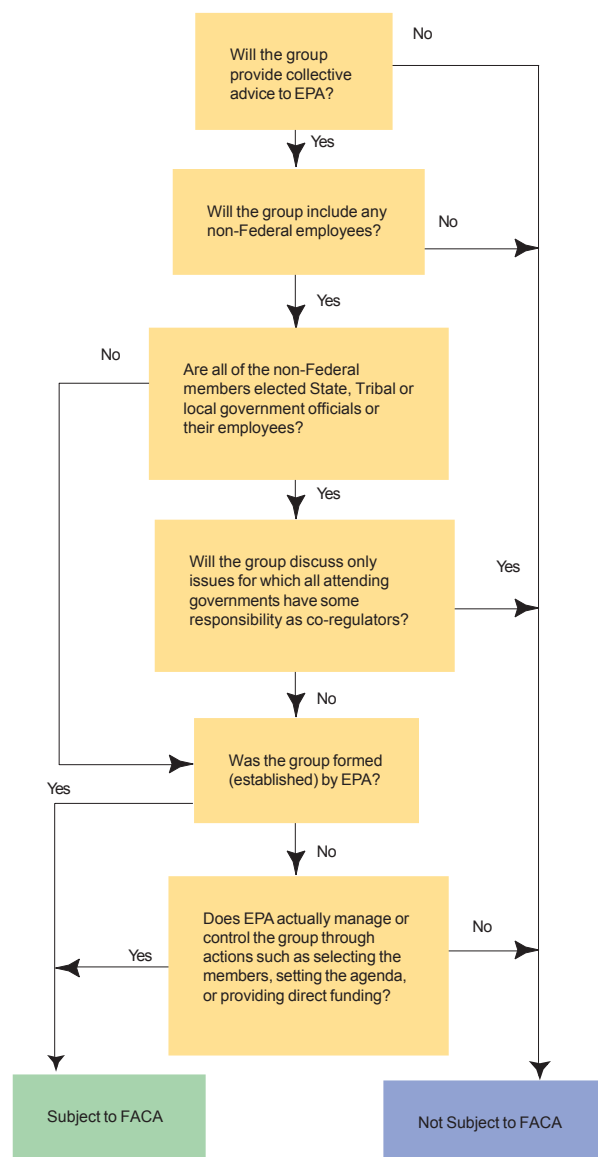 No
Will the group
provide collective
advice to EPA?
Yes
Will the group include any
non-Federal employees?
No
Yes
No
Are all of the non-Federal
members elected State, Tribal or
local government officials or
their employees?
Yes
Will the group discuss only
issues for which all attending
governments have some
responsibility as co-regulators?
Yes
No
Was the group formed
(established) by EPA?
Yes
No
Does EPA actually manage or
control the group through
actions such as selecting the
members, setting the agenda,
or providing direct funding?
No
Yes
Subject to FACA
Not Subject to FACA